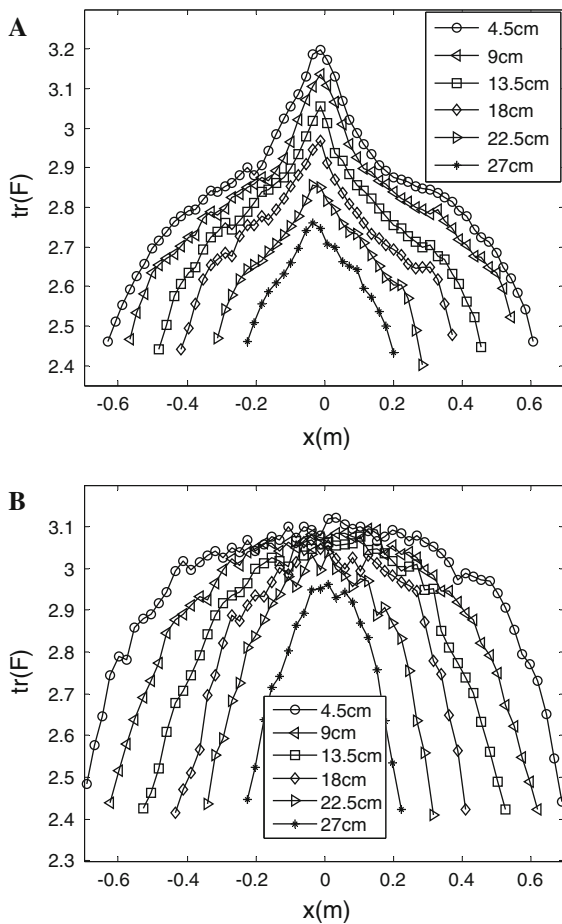 A
3.2
3.1
3
2.9
2.8
2.7
2.6
2.5
2.4
tr(F)
4.5cm
9cm
13.5cm
18cm
22.5cm
27cm
-0.6 -0.4 -0.2 0 0.2 0.4 0.6
x(m)
B
3.1
3
2.9
2.8
2.7
2.6
2.5
2.4
2.3
tr(F)
4.5cm
9cm
13.5cm
18cm
22.5cm
27cm
-0.6 -0.4 -0.2 0 0.2 0.4 0.6
x(m)